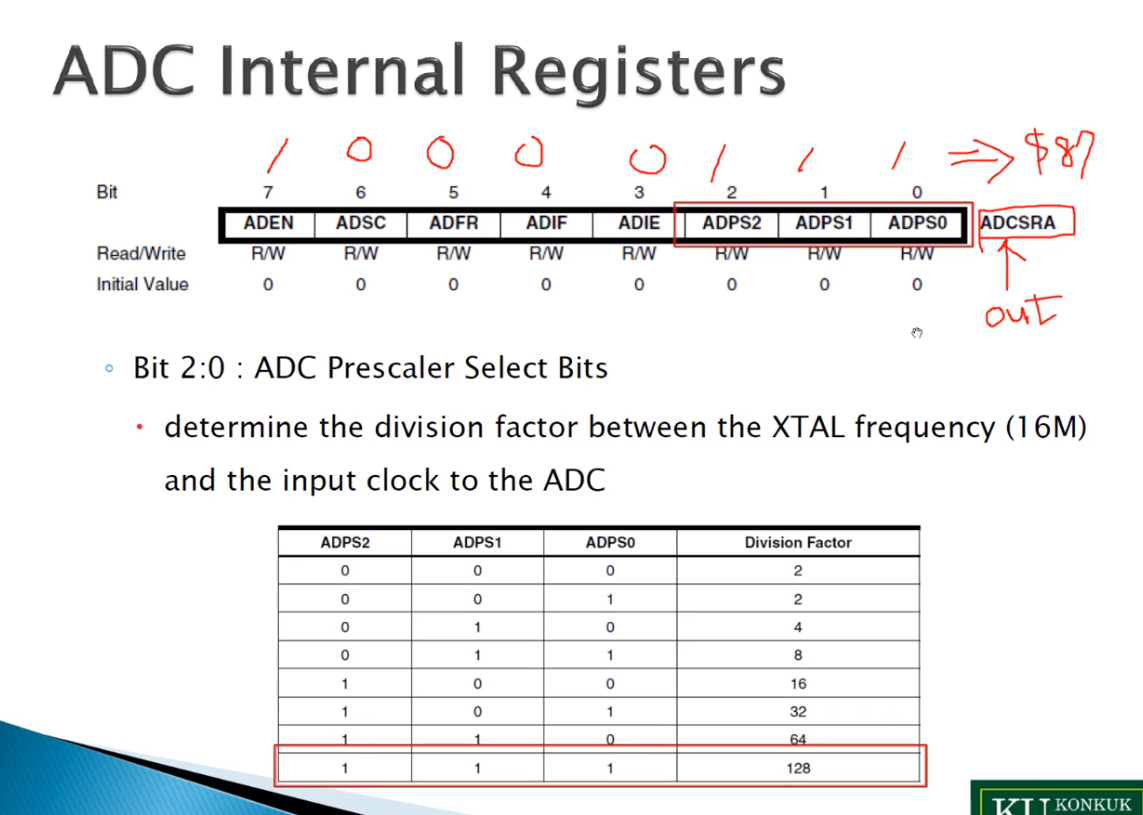 ADC Internal Registers
1 0 0 0 0 1 1 1 => $87
Bit 7 6 5 4 3 2 1 0
ADEN ADSC ADFR ADIF ADIE ADPS2 ADPS1 ADPS0 ADCSRA
Read/Write R/W R/W R/W R/W R/W R/W R/W R/W
Initial Value 0 0 0 0 0 0 0 0
out
◦ Bit 2:0 : ADC Prescaler Select Bits
• determine the division factor between the XTAL frequency (16M)
and the input clock to the ADC
ADPS2 ADPS1 ADPS0 Division Factor
0 0 0 2
0 0 1 2
0 1 0 4
0 1 1 8
1 0 0 16
1 0 1 32
1 1 0 64
1 1 1 128
KU KONKUK